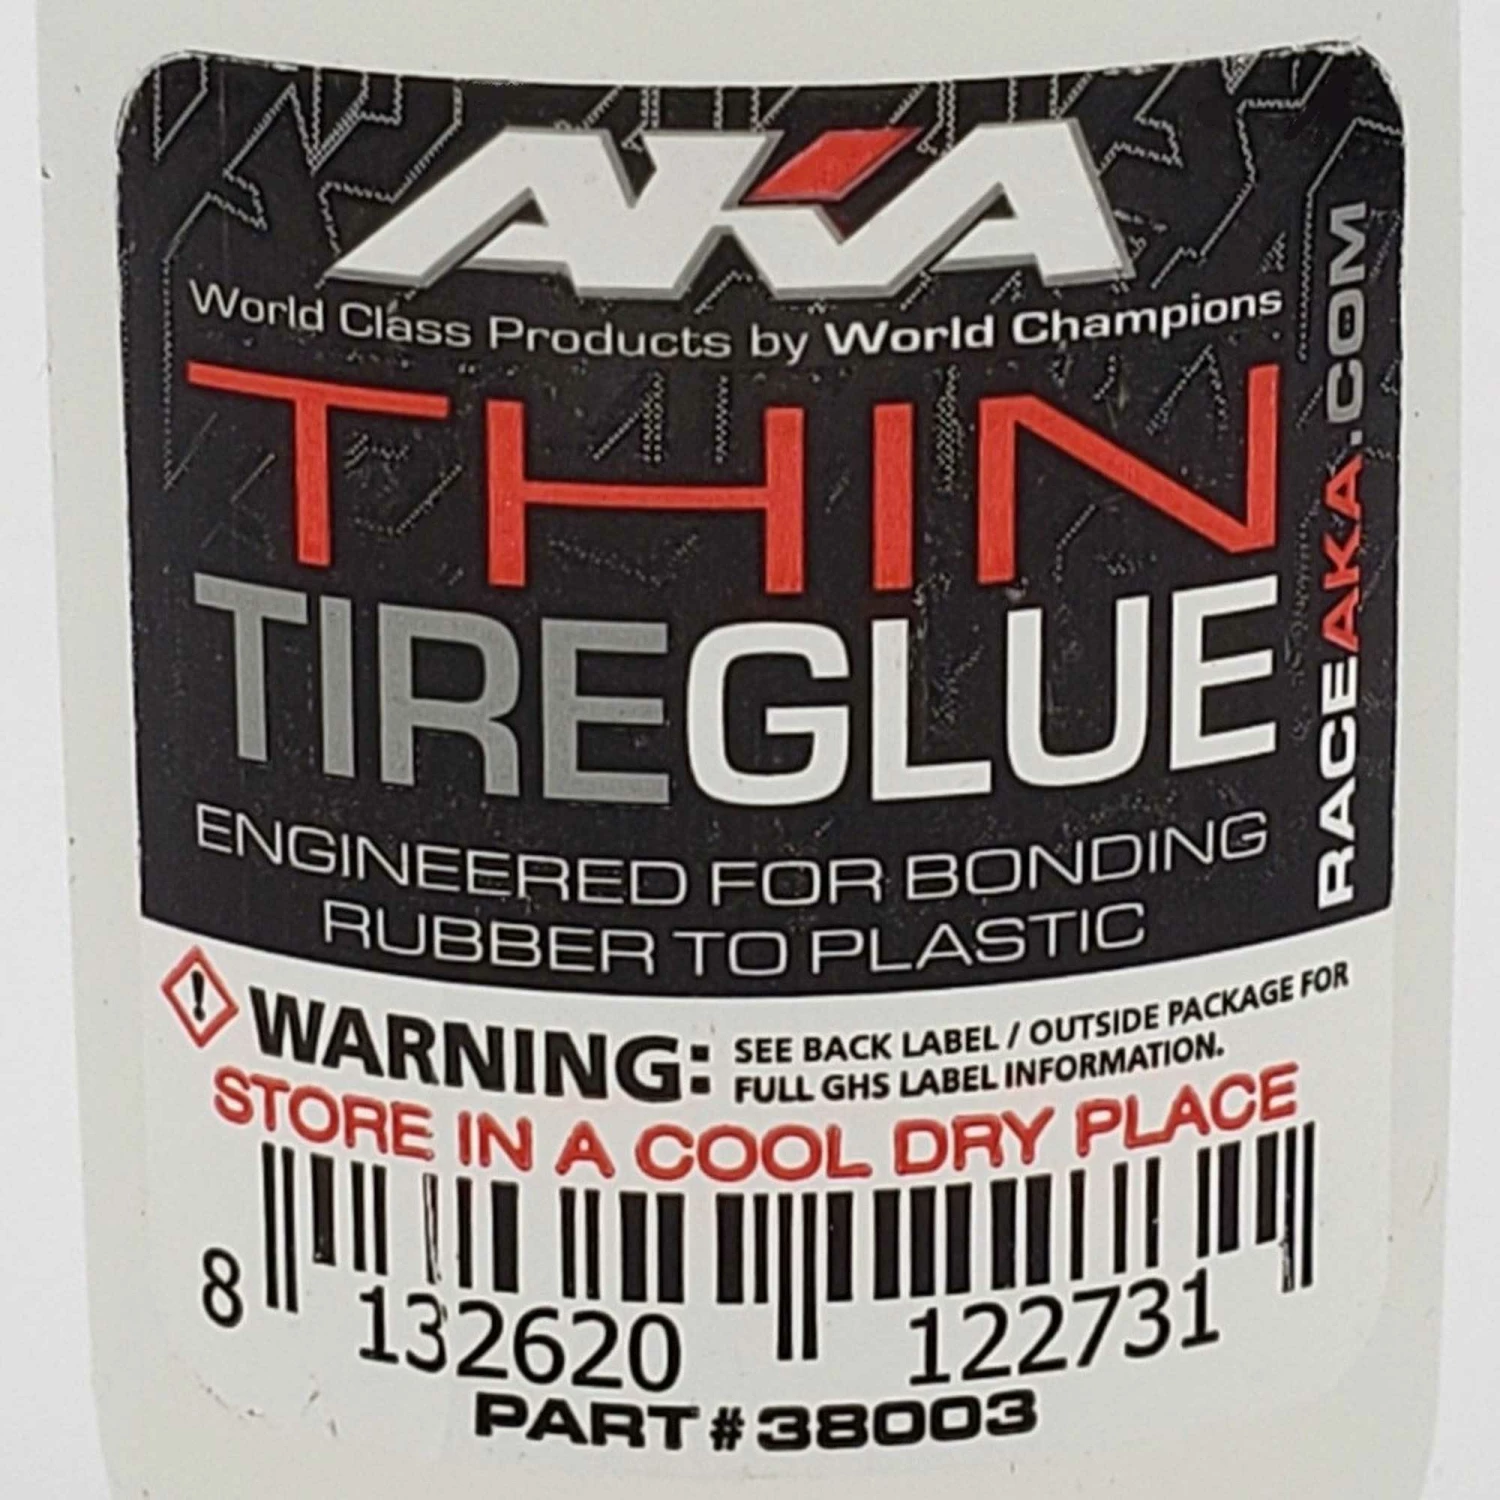 AKA
World Class Products by World Champions
THIN
TIREGLUE
ENGINEERED FOR BONDING
RUBBER TO PLASTIC
RACEAKA.COM
! WARNING: SEE BACK LABEL / OUTSIDE PACKAGE FOR
FULL GHS LABEL INFORMATION.
STORE IN A COOL DRY PLACE
8 132620 122731
PART#38003